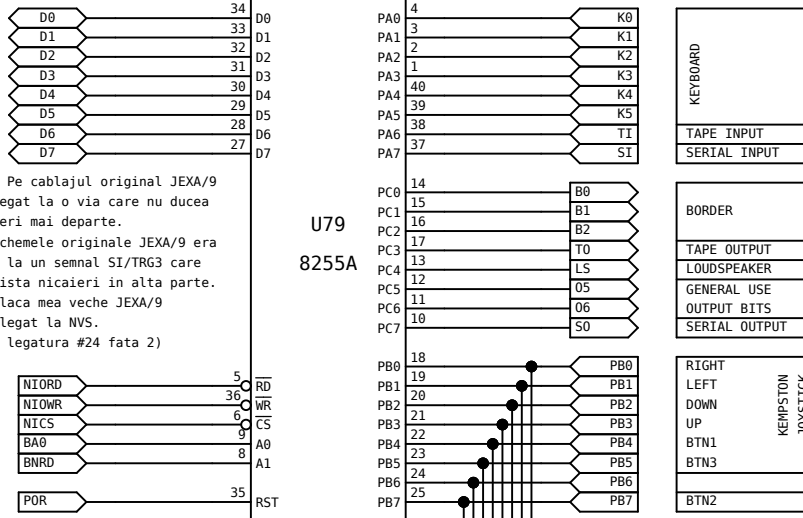 D0 34 D0 PA0 4 K0
D1 33 D1 PA1 3 K1
D2 32 D2 PA2 2 K2
D3 31 D3 PA3 1 K3
D4 30 D4 PA4 40 K4
D5 29 D5 PA5 39 K5
D6 28 D6 PA6 38 TI TAPE INPUT
D7 27 D7 PA7 37 SI SERIAL INPUT
KEYBOARD
Pe cablajul original JEXA/9
egat la o via care nu ducea
eri mai departe.
chemele originale JEXA/9 era
la un semnal SI/TRG3 care
ista nicaieri in alta parte.
laca mea veche JEXA/9
legat la NVS.
legatura #24 fata 2)
U79
8255A
PC0 14 B0
PC1 15 B1 BORDER
PC2 16 B2
PC3 17 TO TAPE OUTPUT
PC4 13 LS LOUDSPEAKER
PC5 12 O5 GENERAL USE
PC6 11 O6 OUTPUT BITS
PC7 10 SO SERIAL OUTPUT
NIORD 5 RD
NIOWR 36 WR
NICS 6 CS
BA0 9 A0
BNRD 8 A1
POR 35 RST
PB0 18 PB0 RIGHT
PB1 19 PB1 LEFT
PB2 20 PB2 DOWN
PB3 21 PB3 UP
PB4 22 PB4 BTN1
PB5 23 PB5 BTN3
PB6 24 PB6
PB7 25 PB7 BTN2
KEMPSTON
JOYSTICK